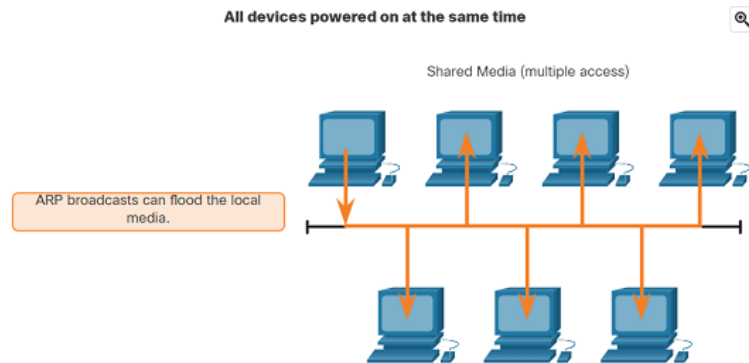 All devices powered on at the same time
Shared Media (multiple access)
ARP broadcasts can flood the local
media.